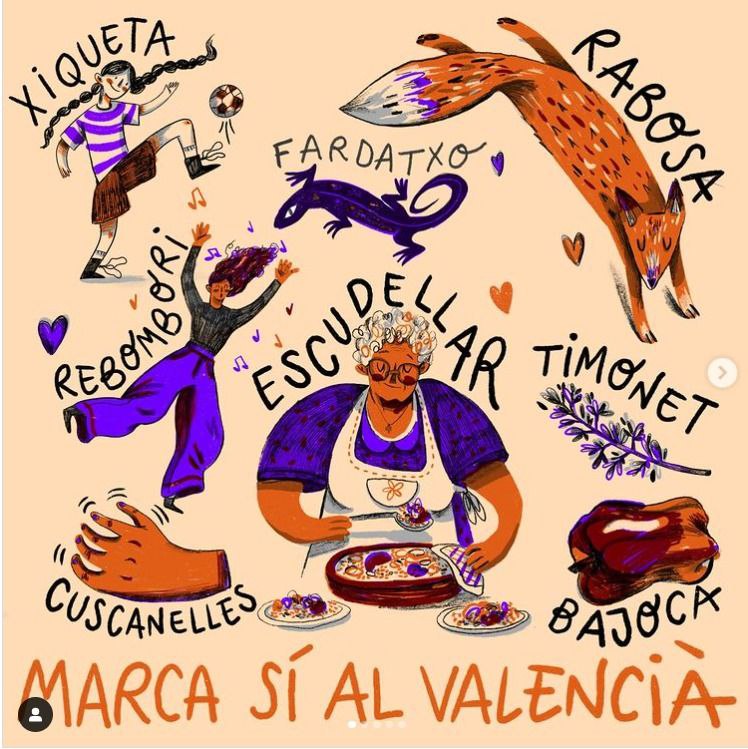 XIQUETA
RABOSA
FARDATXO
REBOMBORI
ESCUDELLAR
TIMONET
CUSCANELLES
BAJOCA
MARCA SÍ AL VALENCIÀ